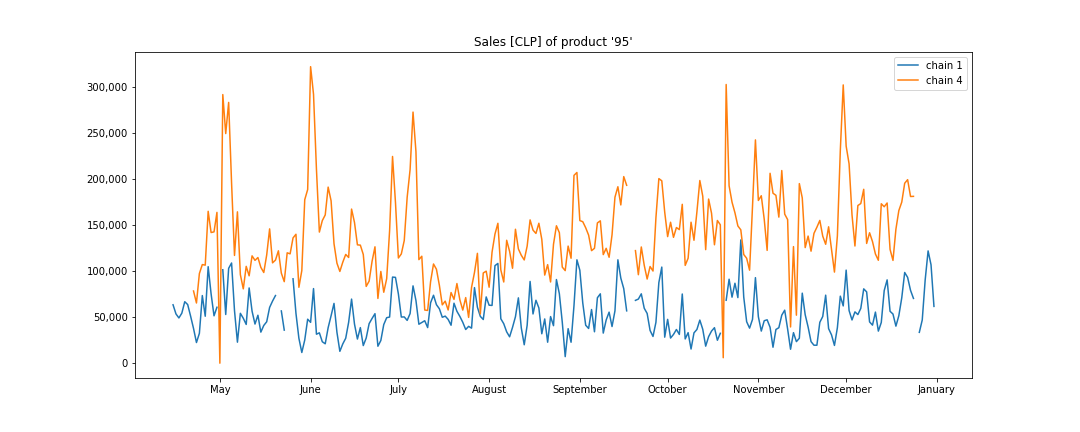 Sales [CLP] of product '95'
chain 1
chain 4
300,000
250,000
200,000
150,000
100,000
50,000
0
May June July August September October November December January